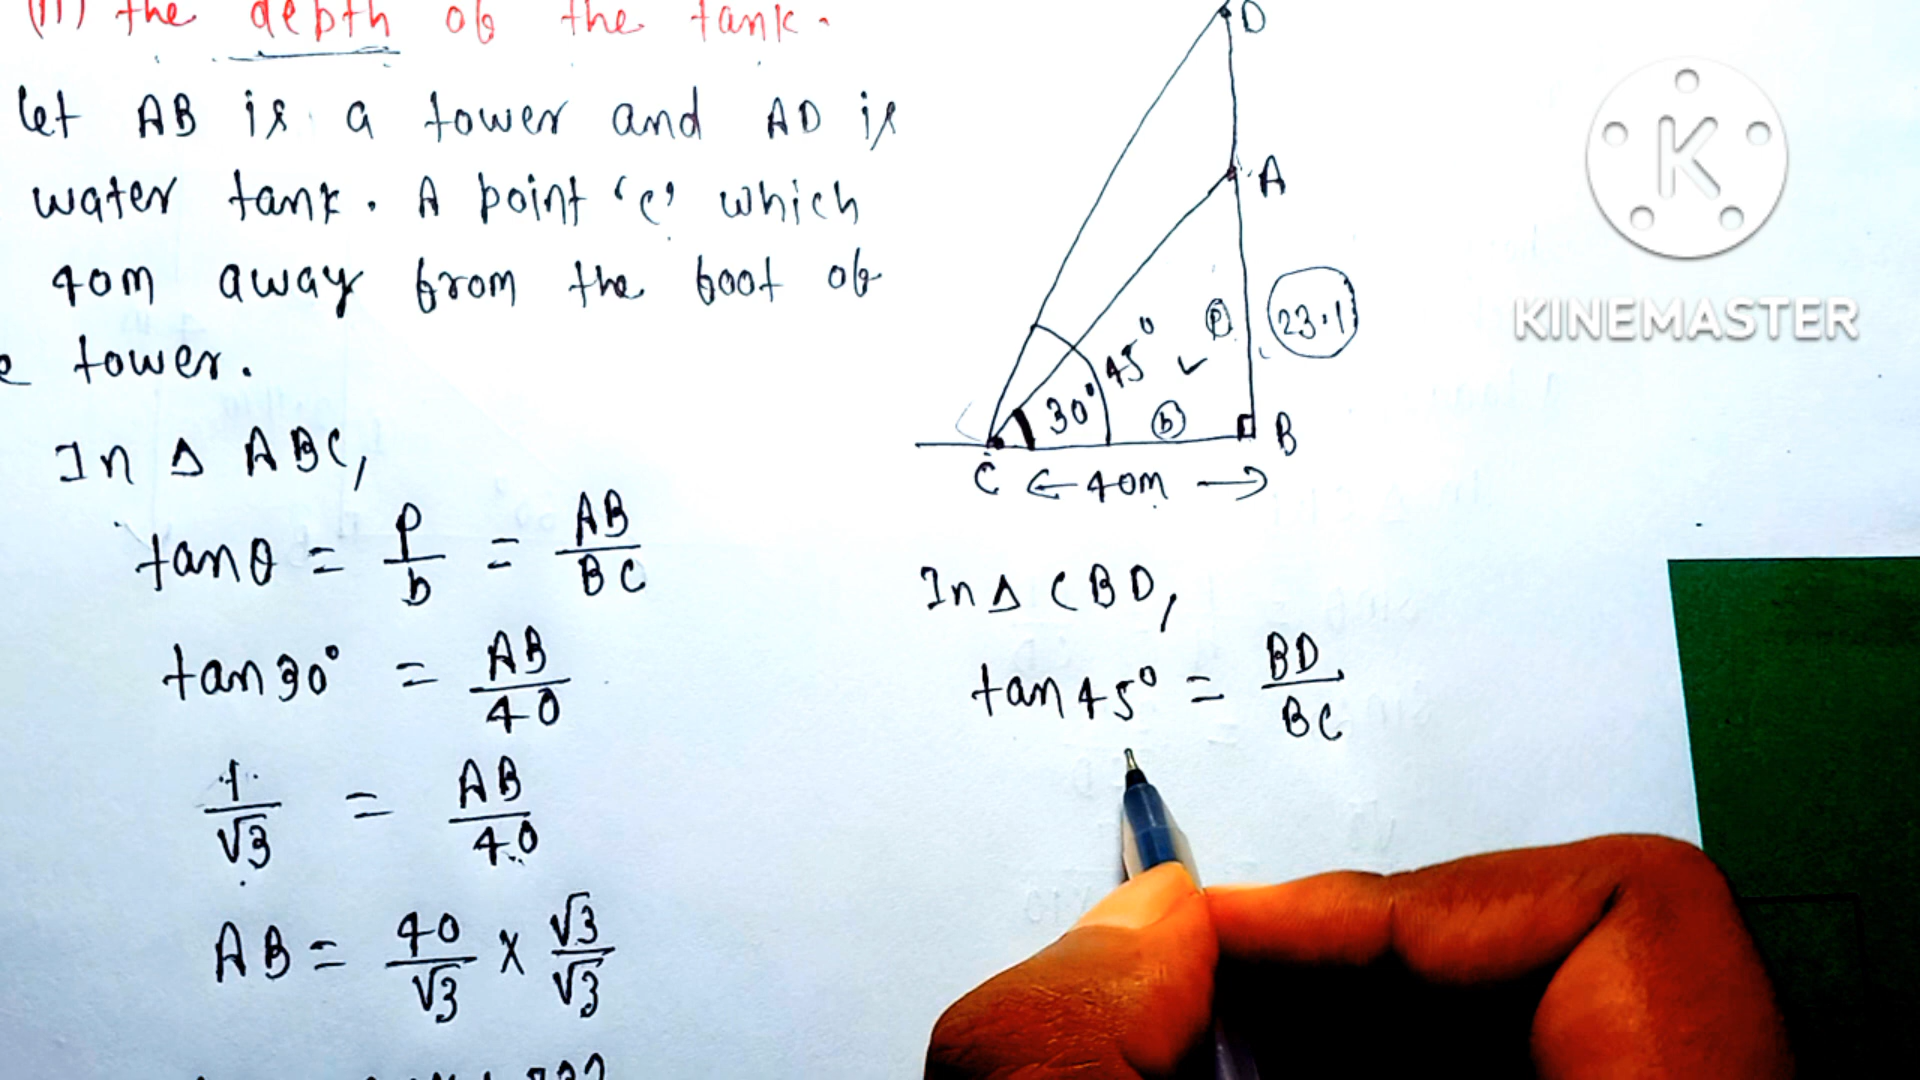 (ii) the depth of the tank.
let AB is a tower and AD is
water tank. A point 'c' which
40m away from the foot of
e tower.
In Δ ABC,
tanθ = p/b = AB/BC
tan30° = AB/40
1/√3 = AB/40
AB = 40/√3 × √3/√3
D
A
23.1
p
45°
30°
b
B
C ← 40m →
In Δ CBD,
tan45° = BD/BC
K
KINEMASTER